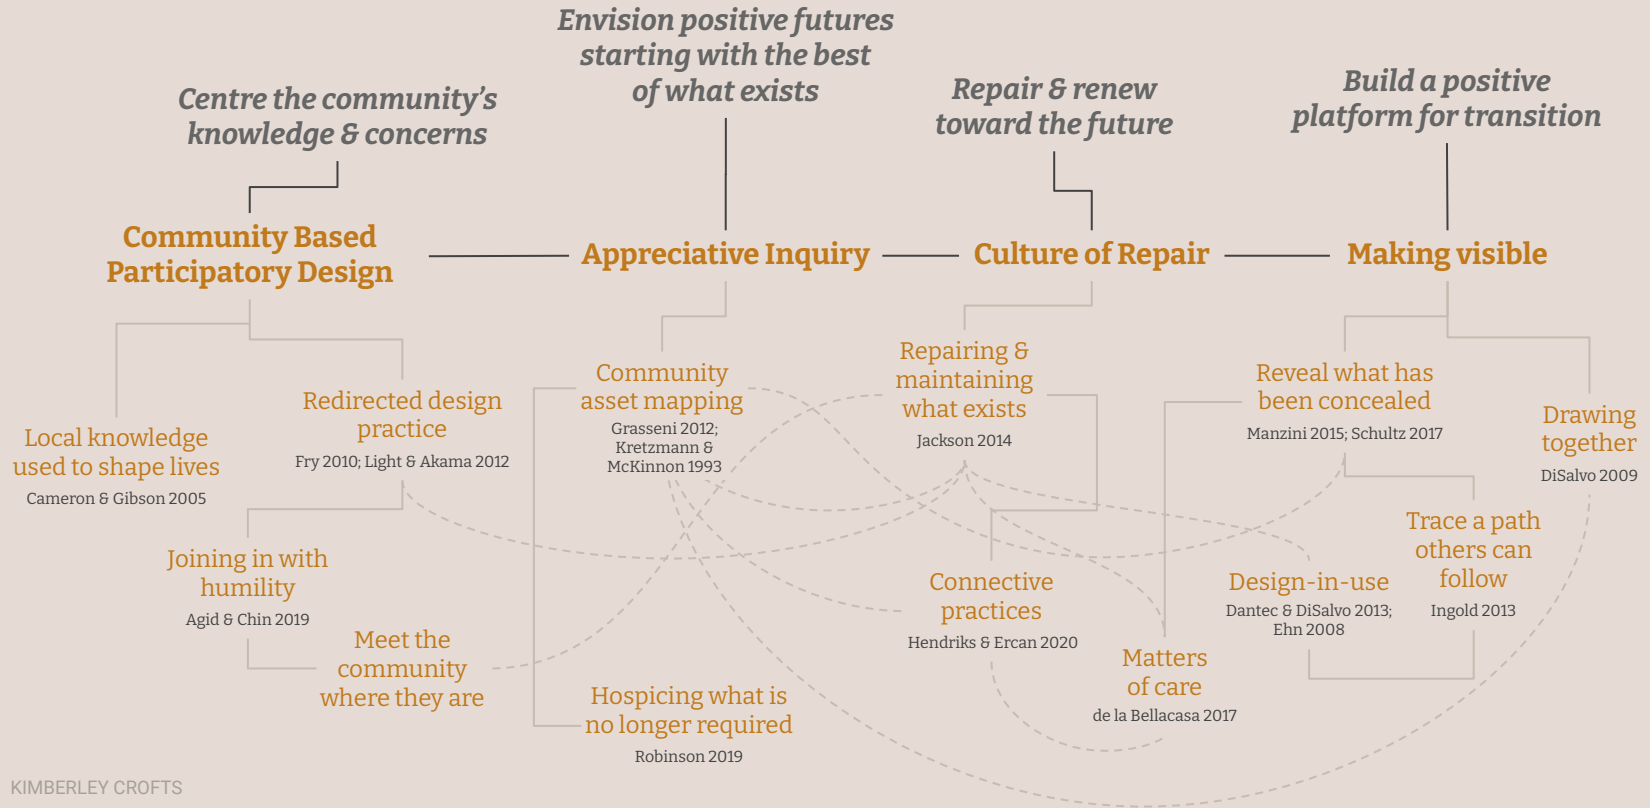 Centre the community's
knowledge & concerns
Envision positive futures
starting with the best
of what exists
Repair & renew
toward the future
Build a positive
platform for transition
Community Based
Participatory Design
Appreciative Inquiry
Culture of Repair
Making visible
Local knowledge
used to shape lives
Cameron & Gibson 2005
Redirected design
practice
Fry 2010; Light & Akama 2012
Joining in with
humility
Agid & Chin 2019
Meet the
community
where they are
Community
asset mapping
Grasseni 2012;
Kretzmann &
McKinnon 1993
Hospicing what is
no longer required
Robinson 2019
Repairing &
maintaining
what exists
Jackson 2014
Connective
practices
Hendriks & Ercan 2020
Matters
of care
de la Bellacasa 2017
Reveal what has
been concealed
Manzini 2015; Schultz 2017
Trace a path
others can
follow
Ingold 2013
Design-in-use
Dantec & DiSalvo 2013;
Ehn 2008
Drawing
together
DiSalvo 2009
KIMBERLEY CROFTS